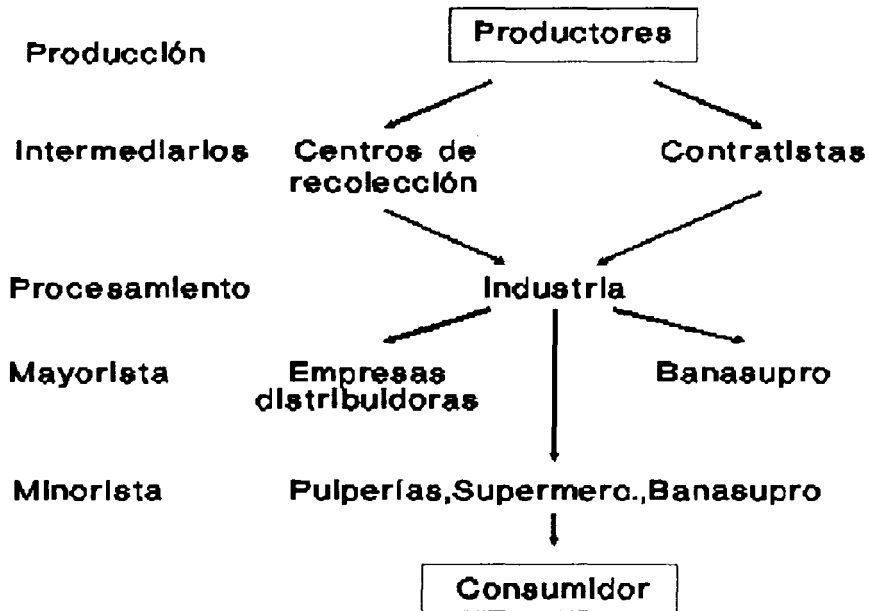 Producción
Productores
Intermediarios
Centros de
recolección
Contratistas
Procesamiento
Industria
Mayorista
Empresas
distribuidoras
Banasupro
Minorista
Pulperías,Supermerc.,Banasupro
Consumidor